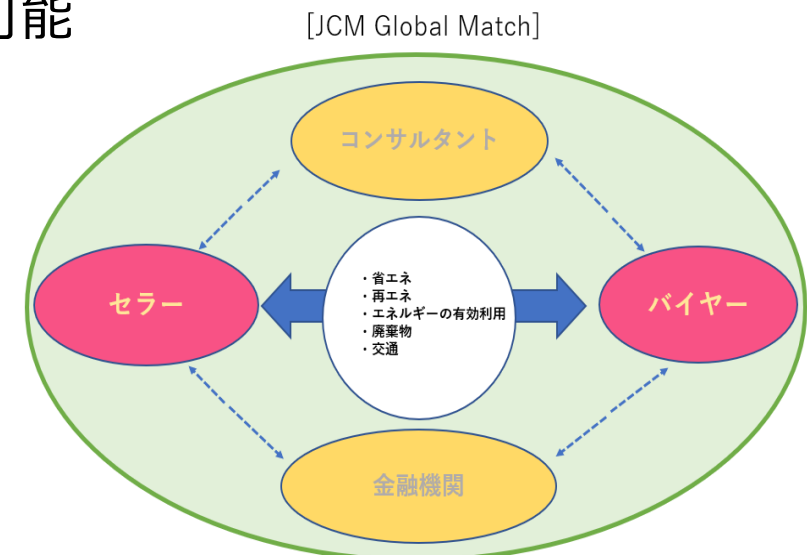 可能
[JCM Global Match]
コンサルタント
セラー
・省エネ
・再エネ
・エネルギーの有効利用
・廃棄物
・交通
バイヤー
金融機関